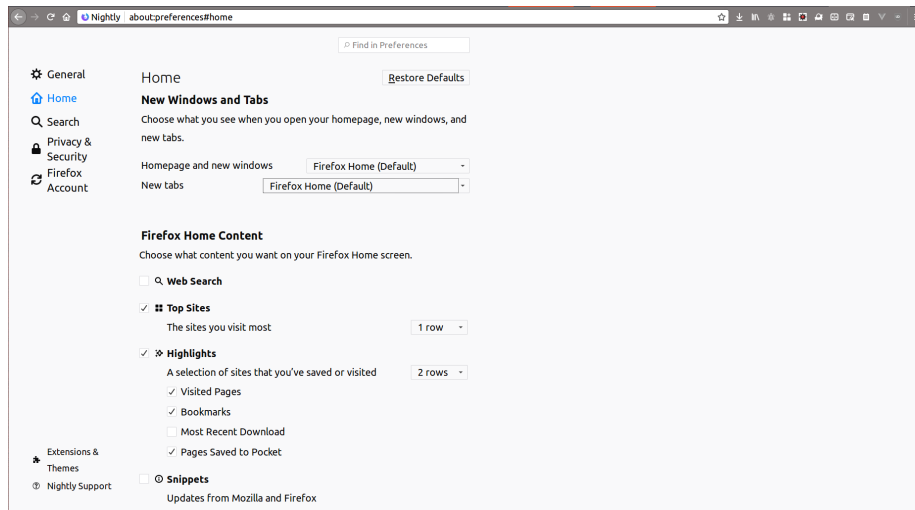 Nightly about:preferences#home
Find in Preferences
General
Home
Search
Privacy &
Security
Firefox
Account
Extensions &
Themes
Nightly Support
Home
Restore Defaults
New Windows and Tabs
Choose what you see when you open your homepage, new windows, and
new tabs.
Homepage and new windows Firefox Home (Default)
New tabs Firefox Home (Default)
Firefox Home Content
Choose what content you want on your Firefox Home screen.
Web Search
Top Sites
The sites you visit most 1 row
Highlights
A selection of sites that you’ve saved or visited 2 rows
Visited Pages
Bookmarks
Most Recent Download
Pages Saved to Pocket
Snippets
Updates from Mozilla and Firefox